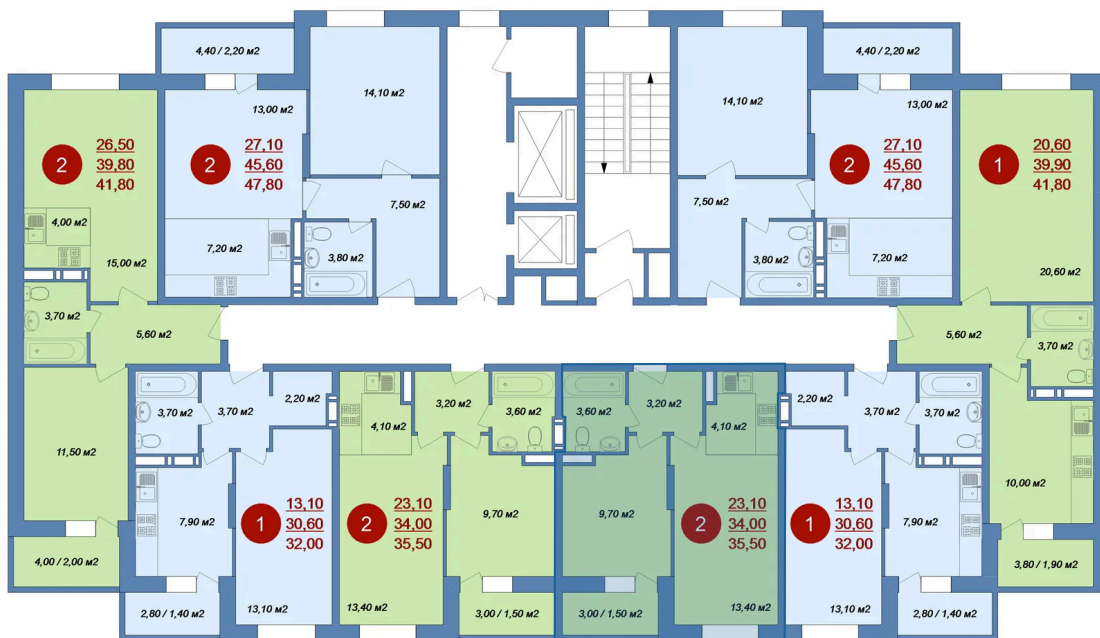 4,40 / 2,20 м2
14,10 м2
13,00 м2
2
26,50
39,80
41,80
2
27,10
45,60
47,80
4,00 м2
15,00 м2
7,20 м2
7,50 м2
3,80 м2
3,70 м2
5,60 м2
4,40 / 2,20 м2
14,10 м2
13,00 м2
2
27,10
45,60
47,80
1
20,60
39,90
41,80
7,50 м2
3,80 м2
7,20 м2
20,60 м2
5,60 м2
3,70 м2
11,50 м2
3,70 м2
3,70 м2
2,20 м2
7,90 м2
1
13,10
30,60
32,00
4,00 / 2,00 м2
2,80 / 1,40 м2
13,10 м2
4,10 м2
3,20 м2
3,60 м2
2
23,10
34,00
35,50
9,70 м2
13,40 м2
3,00 / 1,50 м2
3,60 м2
3,20 м2
4,10 м2
9,70 м2
2
23,10
34,00
35,50
3,00 / 1,50 м2
13,40 м2
2,20 м2
3,70 м2
3,70 м2
1
13,10
30,60
32,00
7,90 м2
10,00 м2
13,10 м2
2,80 / 1,40 м2
3,80 / 1,90 м2